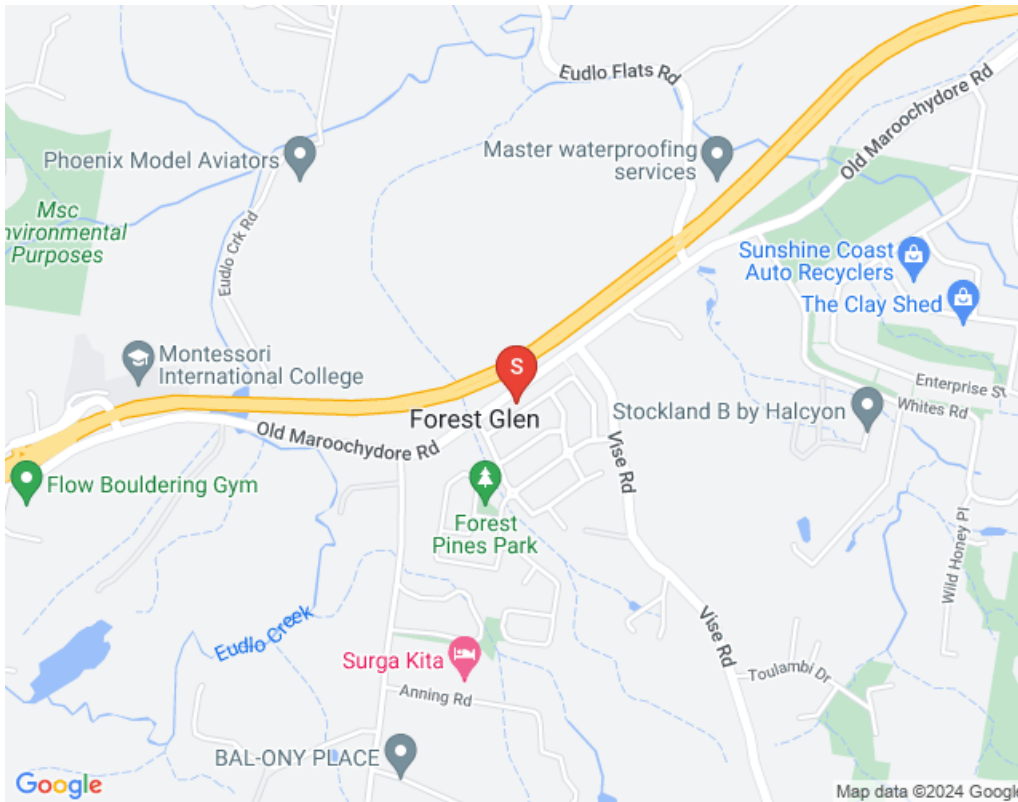 Eudlo Flats Rd
Old Maroochydore Rd
Phoenix Model Aviators
Master waterproofing
services
Msc
nvironmental
Purposes
Eudlo Crk Rd
Sunshine Coast
Auto Recyclers
The Clay Shed
S
Montessori
International College
Enterprise S
Whites Rd
Forest Glen
Stockland B by Halcyon
Old Maroochydore Rd
Vise Rd
Flow Bouldering Gym
Forest
Pines Park
Wild Honey Pl
Eudlo Creek
Vise Rd
Surga Kita
Toulambi Dr
Anning Rd
BAL-ONY PLACE
Google
Map data ©2024 Google